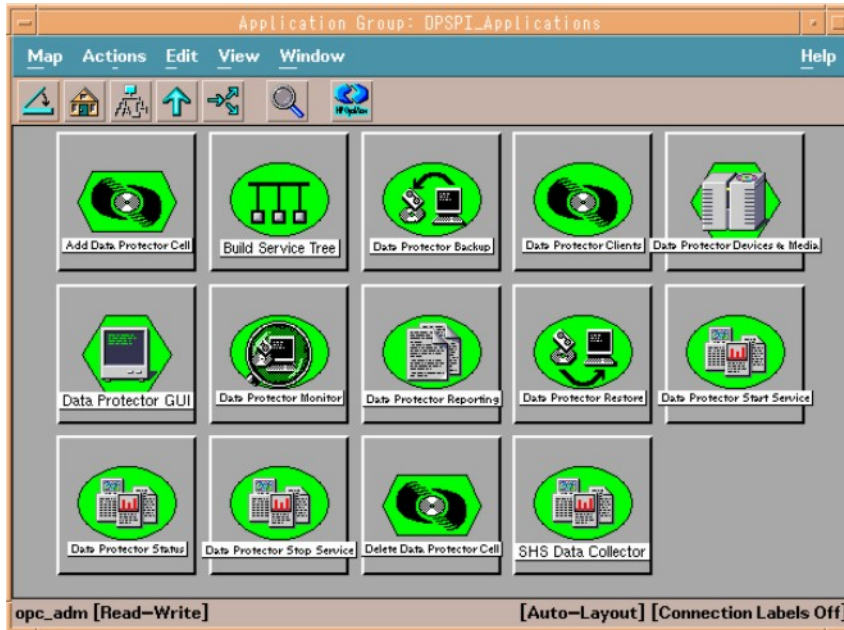 Application Group: DPSPI_Applications
Map Actions Edit View Window Help
HP OpenView
Add Data Protector Cell
Build Service Tree
Data Protector Backup
Data Protector Clients
Data Protector Devices & Media
Data Protector GUI
Data Protector Monitor
Data Protector Reporting
Data Protector Restore
Data Protector Start Service
Data Protector Status
Data Protector Stop Service
Delete Data Protector Cell
SHS Data Collector
opc_adm [Read-Write] [Auto-Layout] [Connection Labels Off]